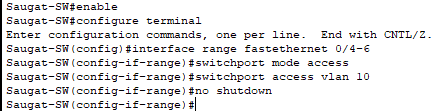 Saugat-SW#enable
Saugat-SW#configure terminal
Enter configuration commands, one per line.  End with CNTL/Z.
Saugat-SW(config)#interface range fastethernet 0/4-6
Saugat-SW(config-if-range)#switchport mode access
Saugat-SW(config-if-range)#switchport access vlan 10
Saugat-SW(config-if-range)#no shutdown
Saugat-SW(config-if-range)#